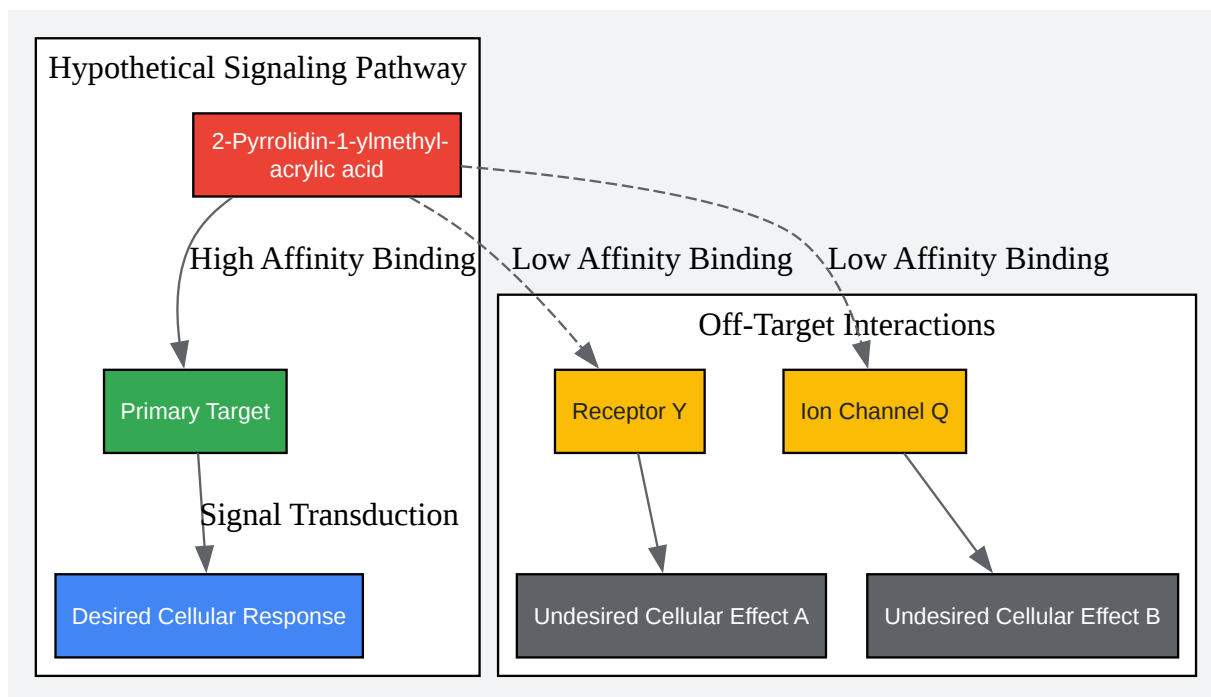 Hypothetical Signaling Pathway
2-Pyrrolidin-1-ylmethyl-
acrylic acid
High Affinity Binding
Low Affinity Binding
Low Affinity Binding
Off-Target Interactions
Primary Target
Receptor Y
Ion Channel Q
Signal Transduction
Desired Cellular Response
Undesired Cellular Effect A
Undesired Cellular Effect B